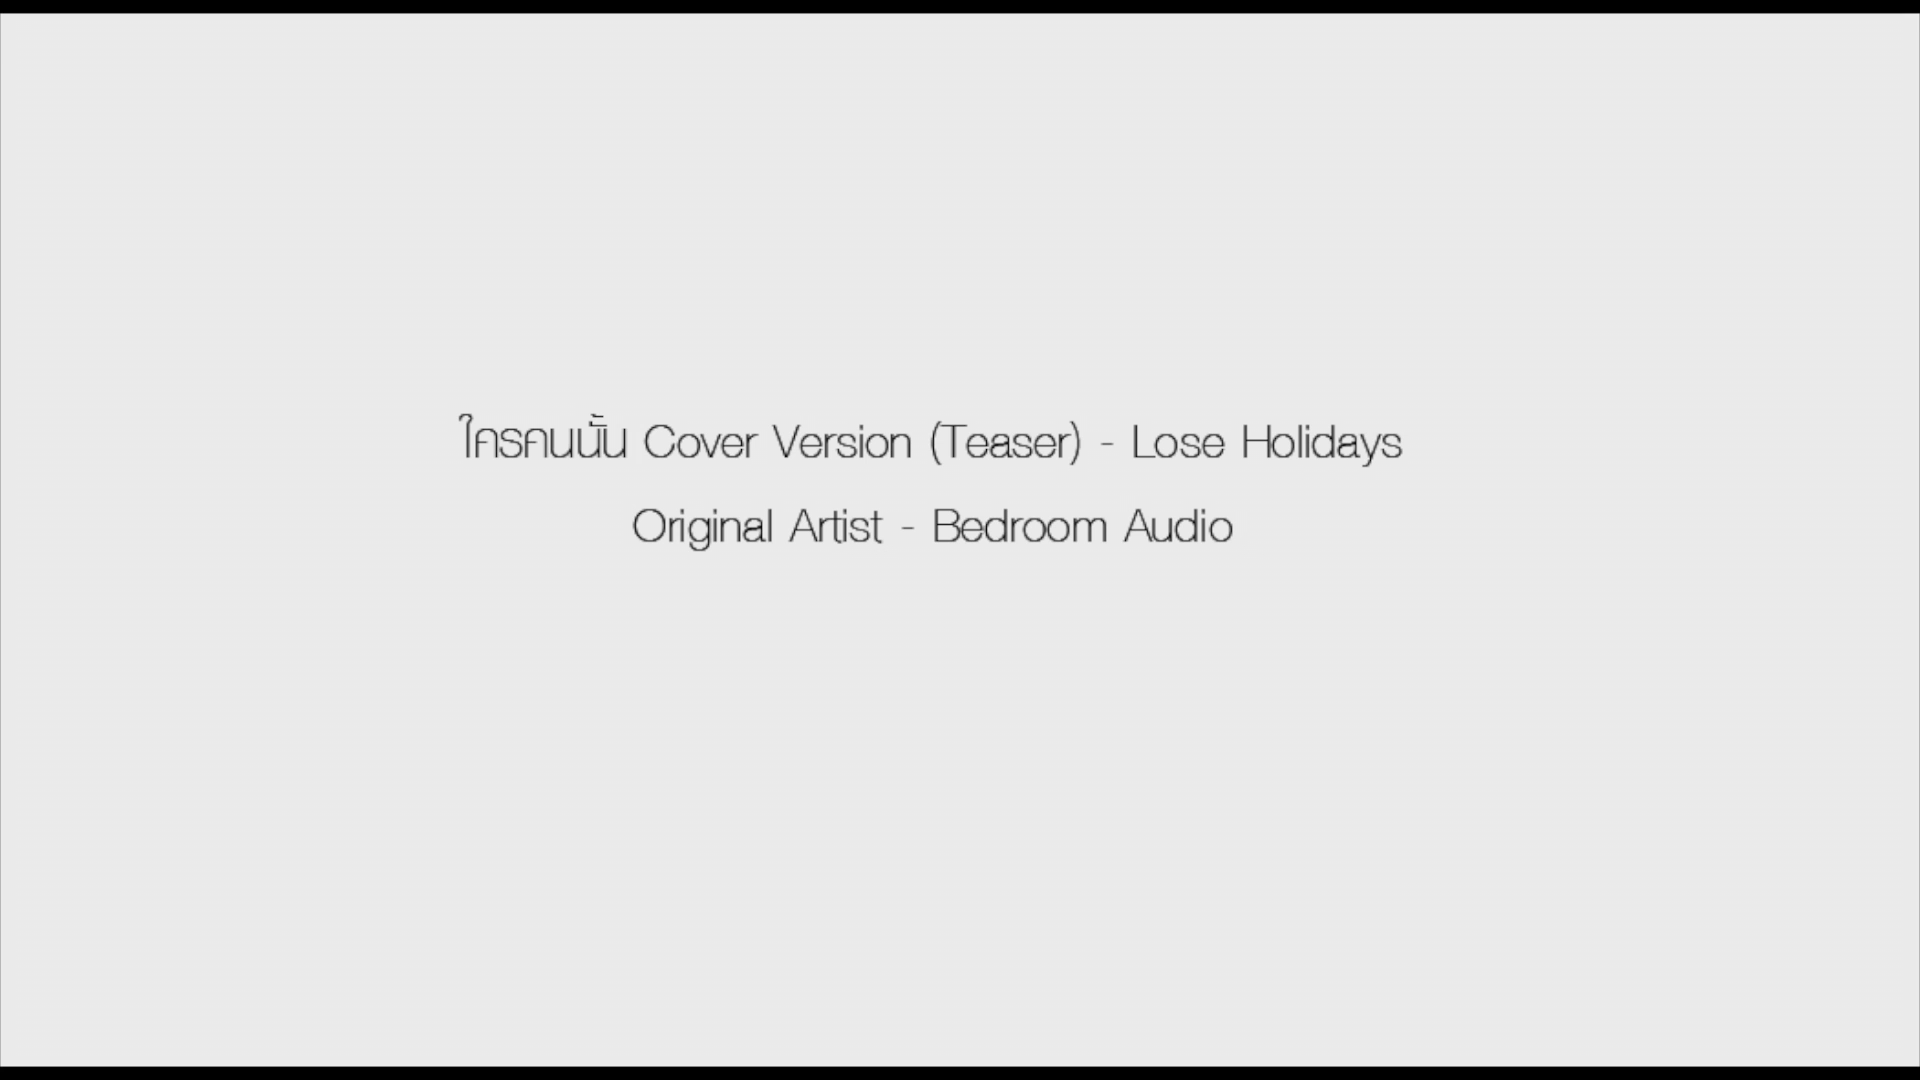 ใครคนนั้น Cover Version (Teaser) - Lose Holidays
Original Artist - Bedroom Audio